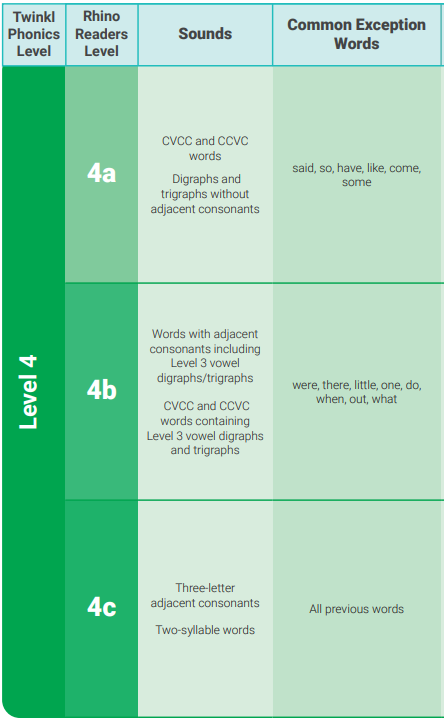 Twinkl
Phonics
Level
Rhino
Readers
Level
Sounds
Common Exception
Words
Level 4
4a
CVCC and CCVC
words
Digraphs and
trigraphs without
adjacent consonants
said, so, have, like, come,
some
4b
Words with adjacent
consonants including
Level 3 vowel
digraphs/trigraphs
CVCC and CCVC
words containing
Level 3 vowel digraphs
and trigraphs
were, there, little, one, do,
when, out, what
4c
Three-letter
adjacent consonants
Two-syllable words
All previous words